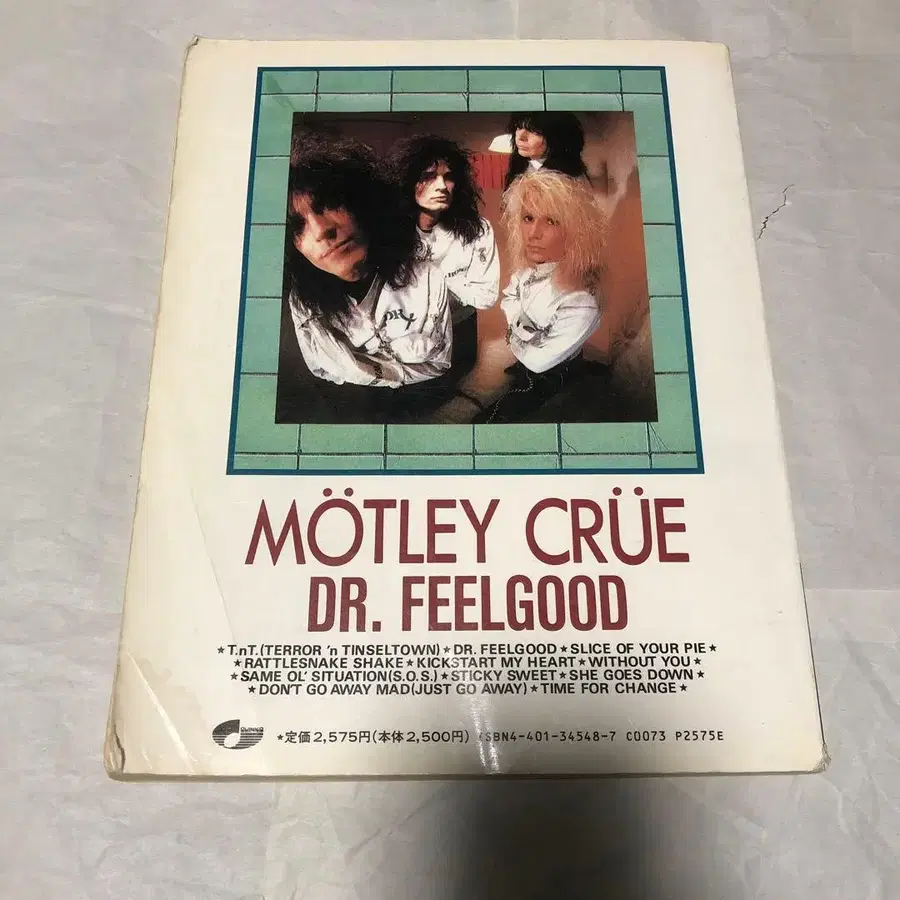 DR
MÖTLEY CRÜE
DR. FEELGOOD
★T.nT.(TERROR 'n TINSELTOWN)★DR. FEELGOOD★SLICE OF YOUR PIE★
★RATTLESNAKE SHAKE★KICKSTART MY HEART★WITHOUT YOU★
★SAME OL' SITUATION(S.O.S.)★STICKY SWEET★SHE GOES DOWN★
★DON'T GO AWAY MAD(JUST GO AWAY)★TIME FOR CHANGE★
★定価2,575円(本体2,500円) ISBN4-401-34548-7 C0073 P2575E